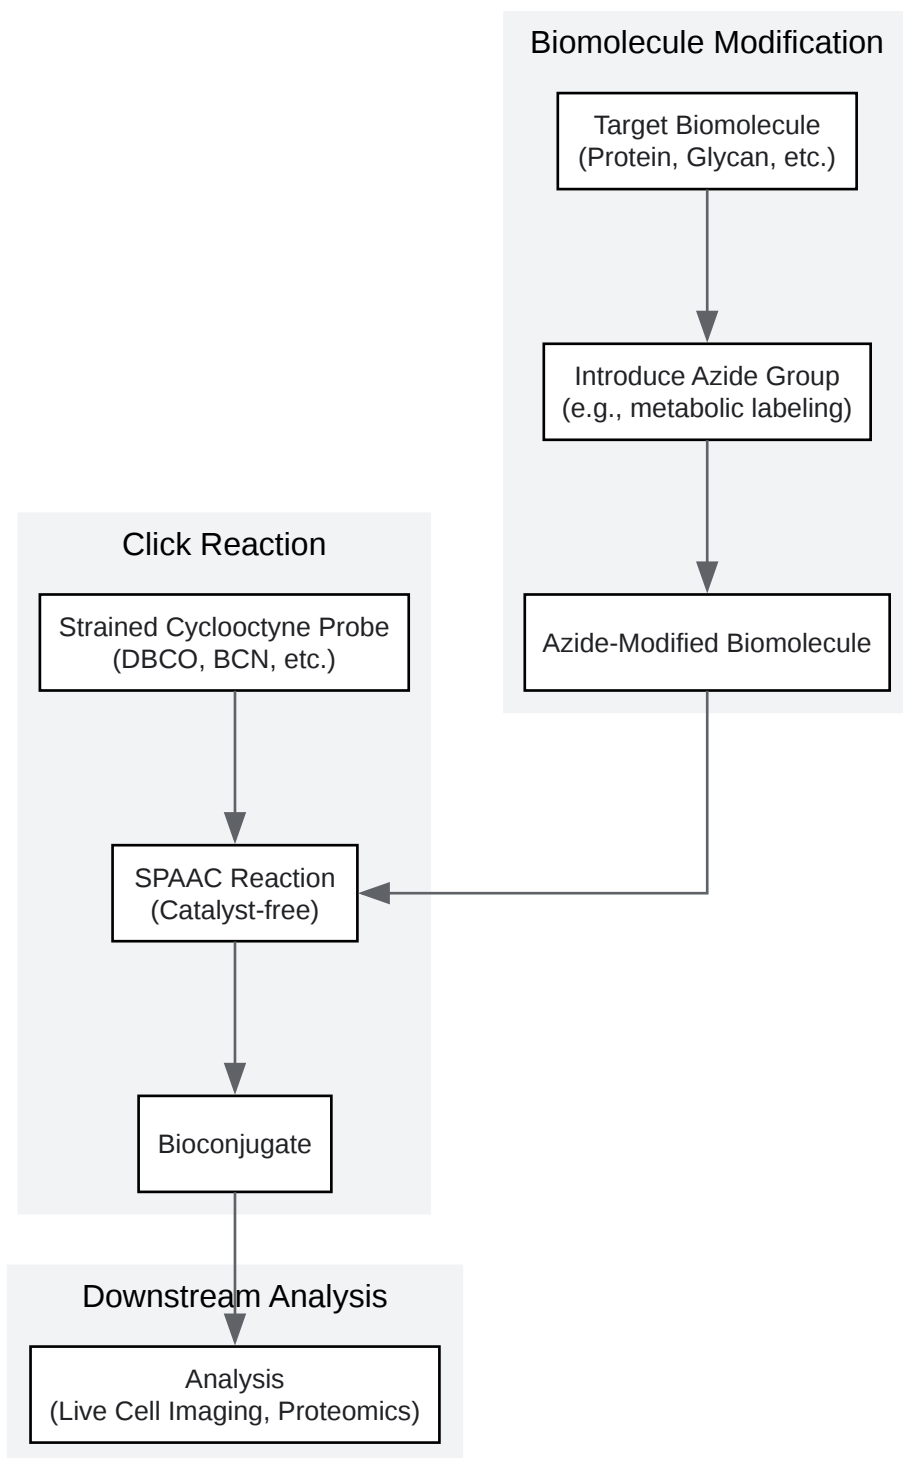 Biomolecule Modification
Target Biomolecule
(Protein, Glycan, etc.)
Introduce Azide Group
(e.g., metabolic labeling)
Azide-Modified Biomolecule
Click Reaction
Strained Cyclooctyne Probe
(DBCO, BCN, etc.)
SPAAC Reaction
(Catalyst-free)
Bioconjugate
Downstream Analysis
Analysis
(Live Cell Imaging, Proteomics)